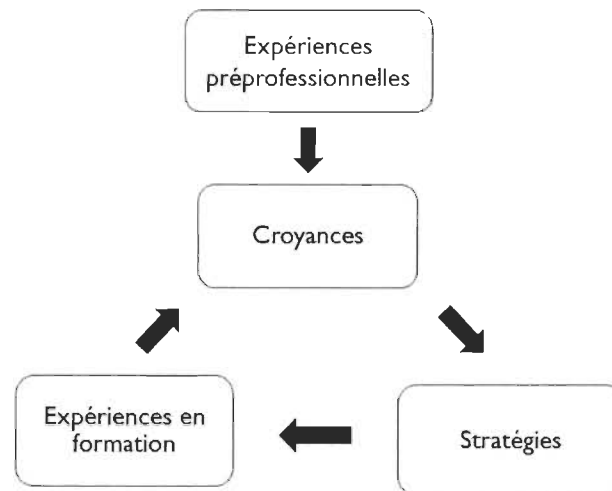 Expériences
préprofessionnelles
Croyances
Expériences en
formation
Stratégies